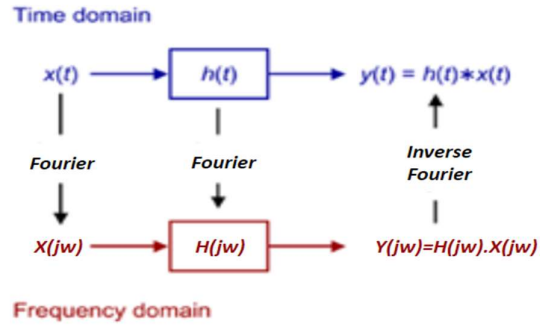 Time domain
x(t)
h(t)
y(t) = h(t)*x(t)
Fourier
Fourier
Inverse
Fourier
X(jw)
H(jw)
Y(jw)=H(jw).X(jw)
Frequency domain